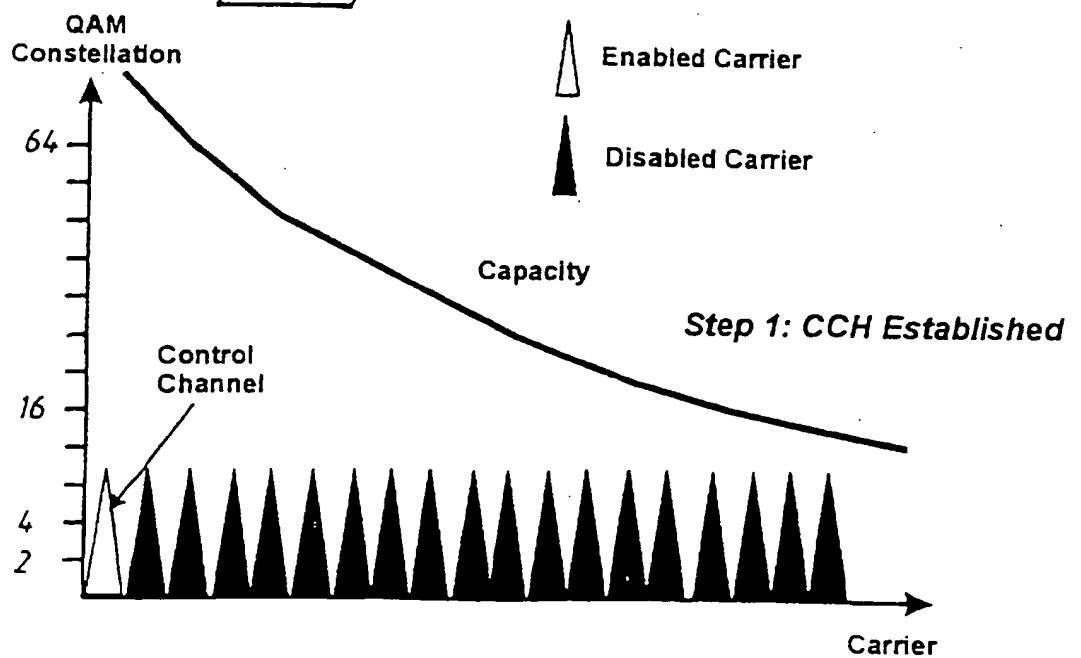 QAM
Constellation
Enabled Carrier
64
Disabled Carrier
Capacity
Step 1: CCH Established
Control
Channel
16
4
2
Carrier